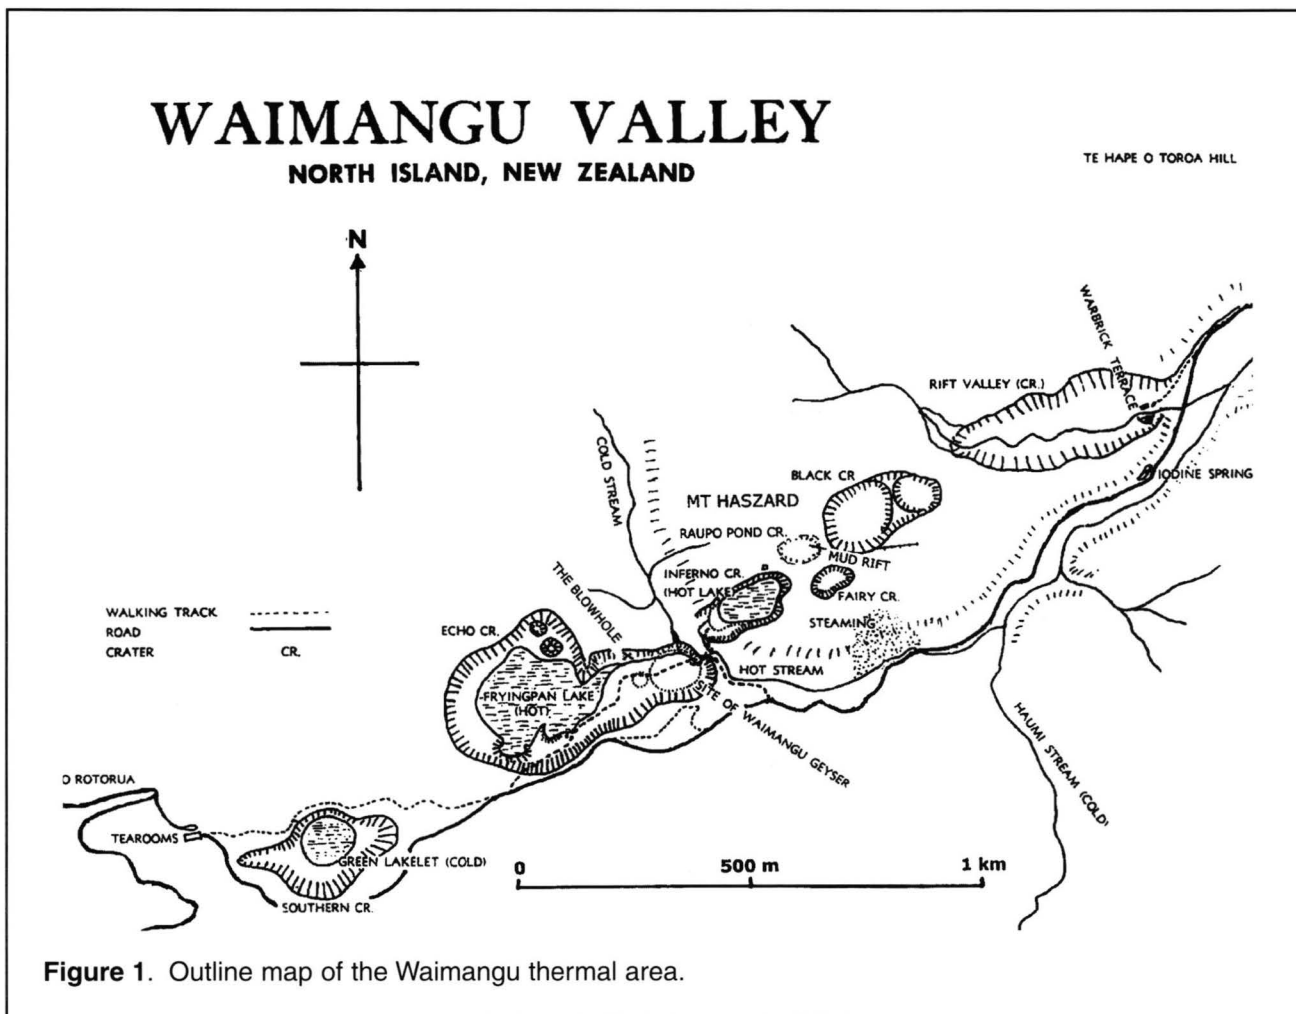 WAIMANGU VALLEY
NORTH ISLAND, NEW ZEALAND
TE HAPE O TOROA HILL
N
WARBRICK TERRACE
RIFT VALLEY (CR.)
COLD STREAM
BLACK CR
IODINE SPRING
MT HASZARD
RAUPO POND CR.
MUD RIFT
INFERNO CR.
(HOT LAKE)
FAIRY CR.
THE BLOWHOLE
WALKING TRACK
ROAD
CRATER CR.
ECHO CR.
STEAMING
HOT STREAM
FRYINGPAN LAKE
(HOT)
SITE OF WAIMANGU GEYSER
HAUMI STREAM (COLD)
O ROTORUA
TEAROOMS
GREEN LAKELET (COLD)
SOUTHERN CR.
0 500 m 1 km
Figure 1. Outline map of the Waimangu thermal area.